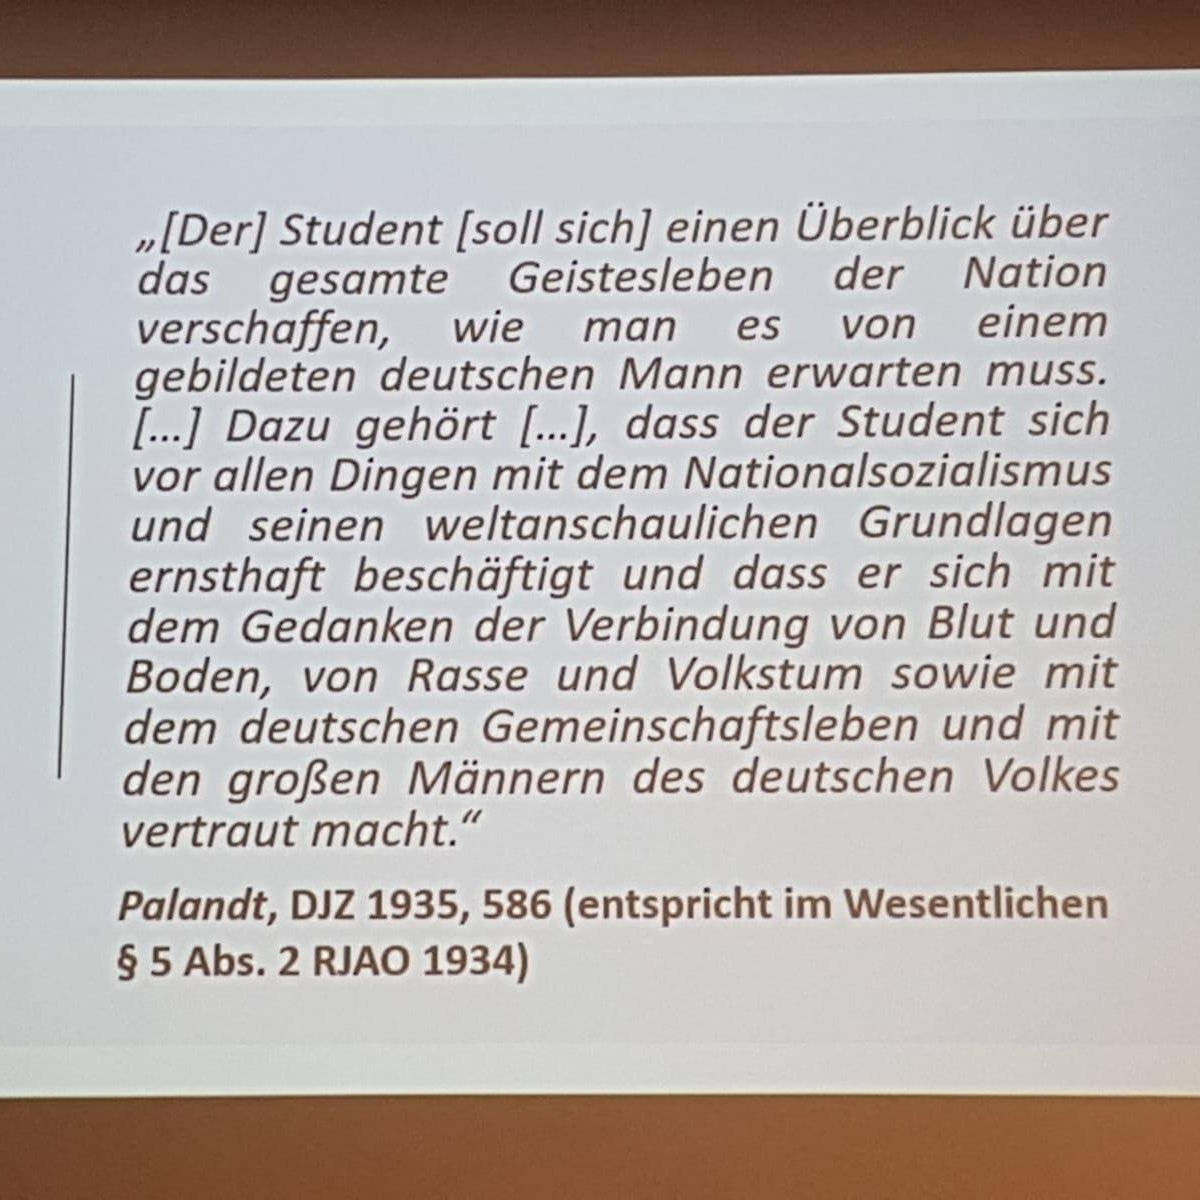 „[Der] Student [soll sich] einen Überblick über
das gesamte Geistesleben der Nation
verschaffen, wie man es von einem
gebildeten deutschen Mann erwarten muss.
[...] Dazu gehört [...], dass der Student sich
vor allen Dingen mit dem Nationalsozialismus
und seinen weltanschaulichen Grundlagen
ernsthaft beschäftigt und dass er sich mit
dem Gedanken der Verbindung von Blut und
Boden, von Rasse und Volkstum sowie mit
dem deutschen Gemeinschaftsleben und mit
den großen Männern des deutschen Volkes
vertraut macht.“
Palandt, DJZ 1935, 586 (entspricht im Wesentlichen
§ 5 Abs. 2 RJAO 1934)